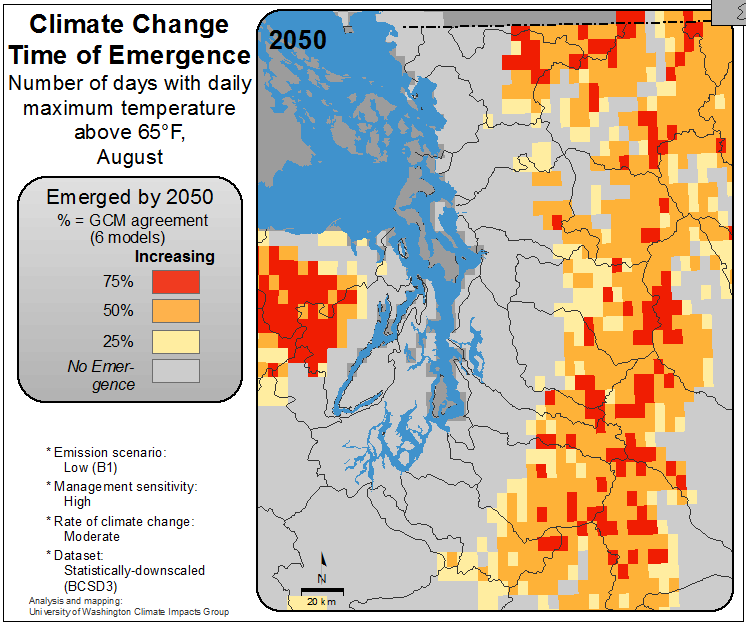 Climate Change
Time of Emergence
Number of days with daily
maximum temperature
above 65°F,
August
Emerged by 2050
% = GCM agreement
(6 models)
Increasing
75%
50%
25%
No Emer-
gence
* Emission scenario:
Low (B1)
* Management sensitivity:
High
* Rate of climate change:
Moderate
* Dataset:
Statistically-downscaled
(BCSD3)
Analysis and mapping:
University of Washington Climate Impacts Group
2050
N
20 km